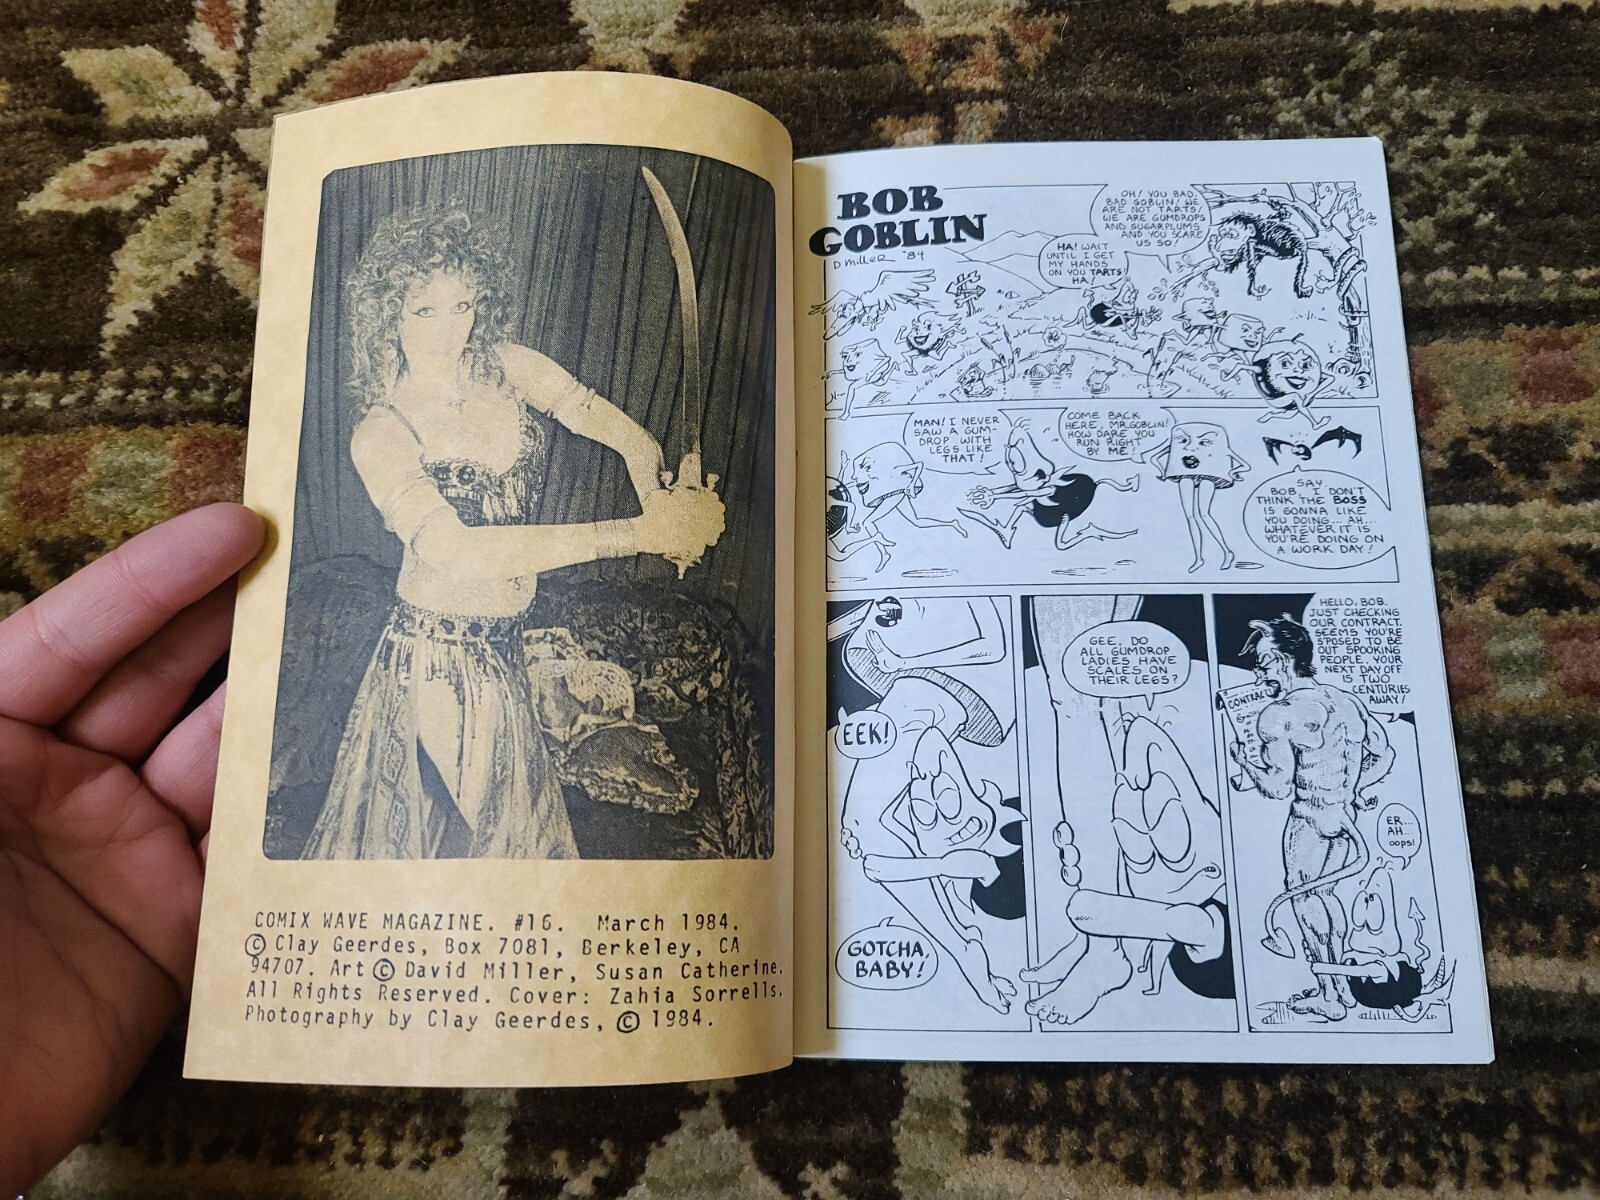 COMIX WAVE MAGAZINE. #16. March 1984.
© Clay Geerdes, Box 7081, Berkeley, CA
94707. Art © David Miller, Susan Catherine.
All Rights Reserved. Cover: Zahia Sorrells.
Photography by Clay Geerdes, © 1984.
BOB
GOBLIN
D MILLER '84
HA! WAIT
UNTIL I GET
MY HANDS
ON YOU TARTS!
HA!
OH! YOU BAD,
BAD GOBLIN! WE
ARE NOT TARTS!
WE ARE GUMDROPS
AND SUGARPLUMS
AND YOU SCARE
US SO!
MAN! I NEVER
SAW A GUM-
DROP WITH
LEGS LIKE
THAT!
COME BACK
HERE, MR. GOBLIN!
HOW DARE YOU
RUN RIGHT
BY ME!
SAY,
BOB, I DON'T
THINK THE BOSS
IS GONNA LIKE
YOU DOING... AH...
WHATEVER IT IS
YOU'RE DOING ON
A WORK DAY!
EEK!
GOTCHA,
BABY!
GEE, DO
ALL GUMDROP
LADIES HAVE
SCALES ON
THEIR LEGS?
HELLO, BOB.
JUST CHECKING
OUR CONTRACT.
SEEMS YOU'RE
S'POSED TO BE
OUT SPOOKING
PEOPLE. YOUR
NEXT DAY OFF
IS TWO
CENTURIES
AWAY!
CONTRACT
ER...
AH...
OOPS!